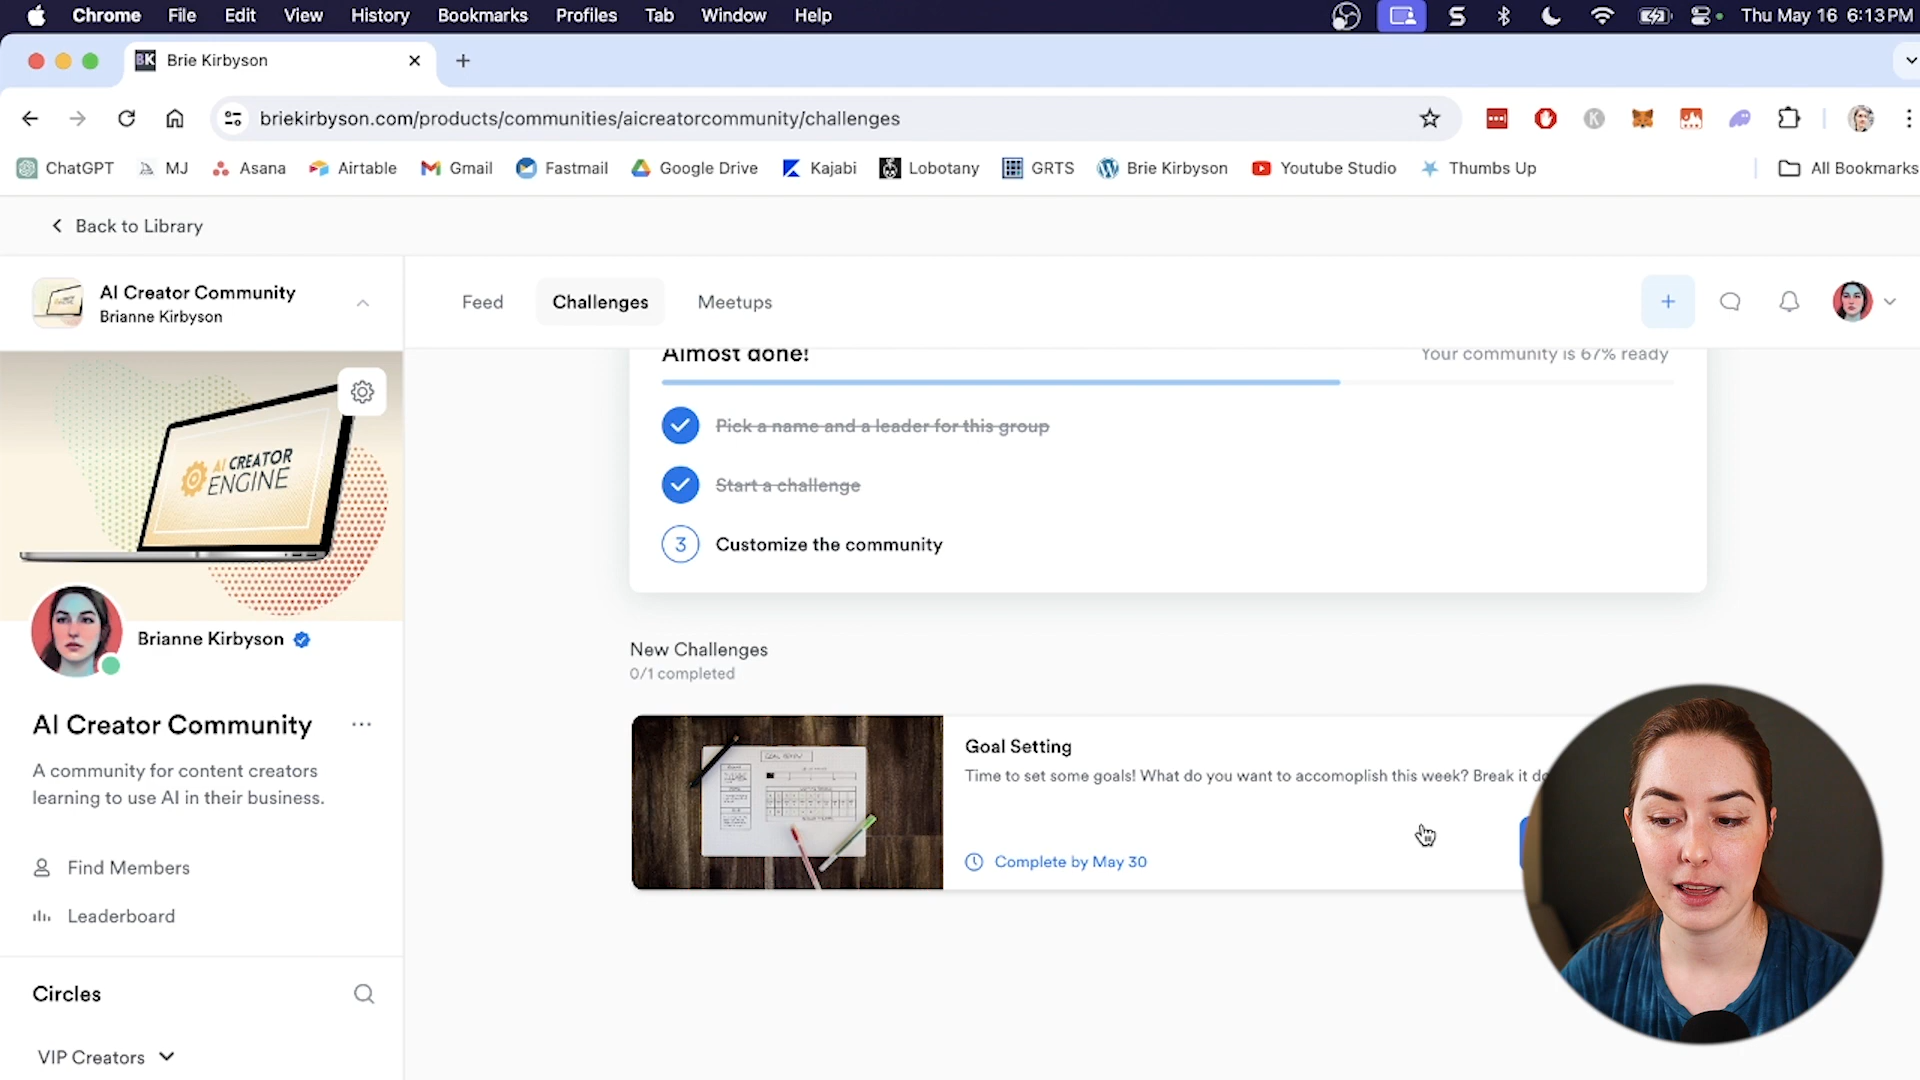 Chrome File Edit View History Bookmarks Profiles Tab Window Help Thu May 16 6:13 PM
BK Brie Kirbyson
briekirbyson.com/products/communities/aicreatorcommunity/challenges
ChatGPT MJ Asana Airtable Gmail Fastmail Google Drive Kajabi Lobotany GRTS Brie Kirbyson Youtube Studio Thumbs Up All Bookmarks
Back to Library
AI Creator Community
Brianne Kirbyson
Feed Challenges Meetups
Almost done! Your community is 67% ready
Pick a name and a leader for this group
Start a challenge
3 Customize the community
AI CREATOR
ENGINE
Brianne Kirbyson
AI Creator Community
A community for content creators
learning to use AI in their business.
Find Members
Leaderboard
Circles
VIP Creators
New Challenges
0/1 completed
Goal Setting
Time to set some goals! What do you want to accomoplish this week? Break it do
Complete by May 30